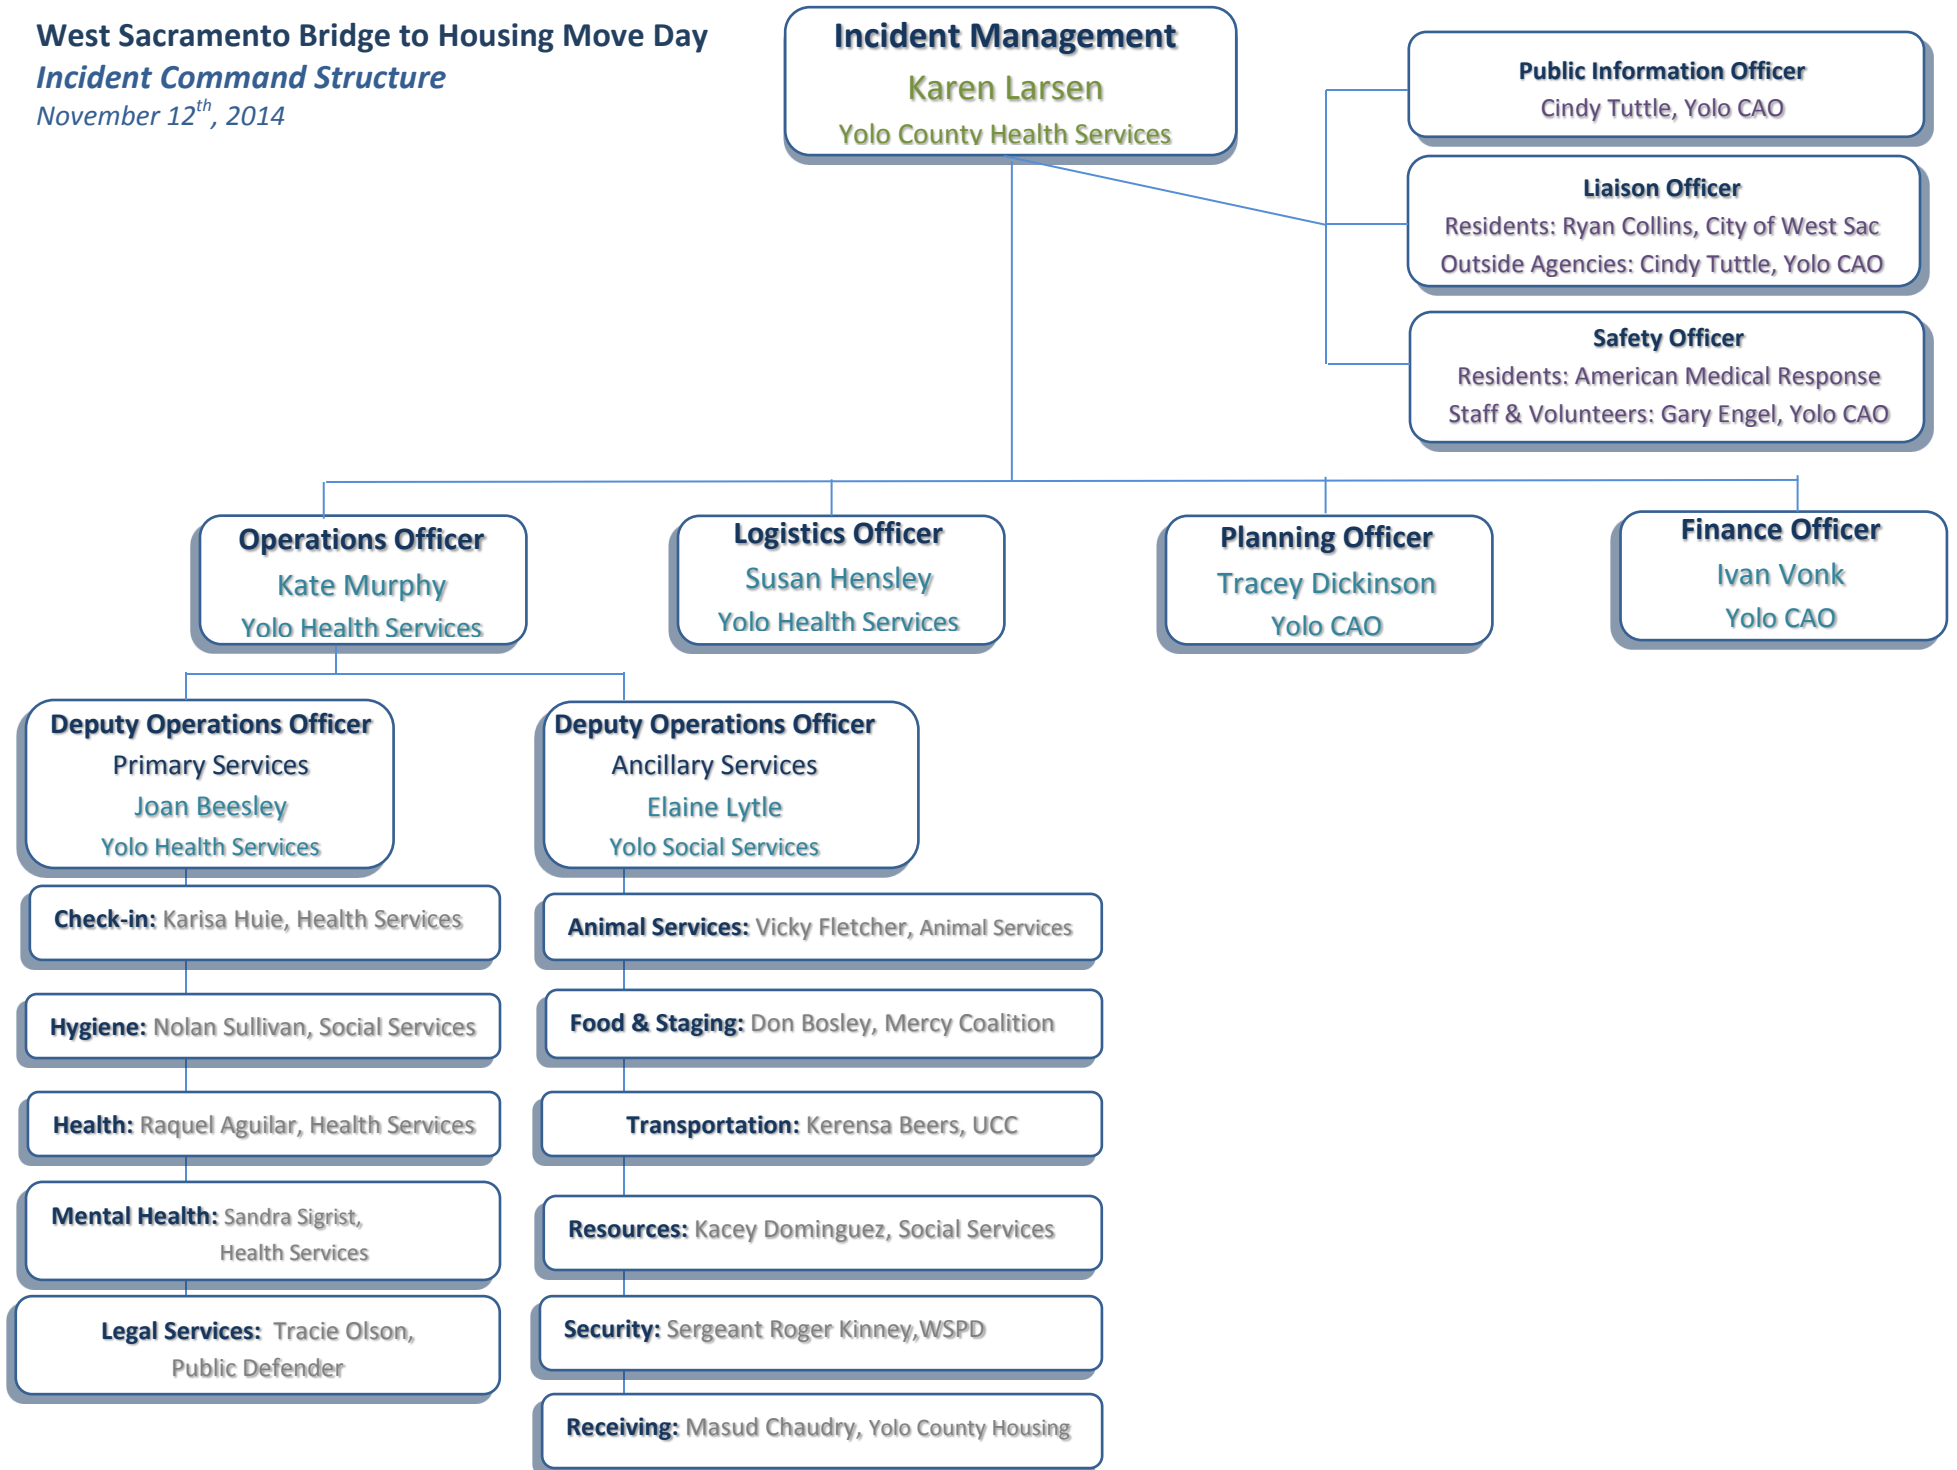 West Sacramento Bridge to Housing Move Day
Incident Command Structure
November 12th, 2014
Incident Management
Karen Larsen
Yolo County Health Services
Public Information Officer
Cindy Tuttle, Yolo CAO
Liaison Officer
Residents: Ryan Collins, City of West Sac
Outside Agencies: Cindy Tuttle, Yolo CAO
Safety Officer
Residents: American Medical Response
Staff & Volunteers: Gary Engel, Yolo CAO
Operations Officer
Kate Murphy
Yolo Health Services
Logistics Officer
Susan Hensley
Yolo Health Services
Planning Officer
Tracey Dickinson
Yolo CAO
Finance Officer
Ivan Vonk
Yolo CAO
Deputy Operations Officer
Primary Services
Joan Beesley
Yolo Health Services
Check-in: Karisa Huie, Health Services
Hygiene: Nolan Sullivan, Social Services
Health: Raquel Aguilar, Health Services
Mental Health: Sandra Sigrist,
Health Services
Legal Services: Tracie Olson,
Public Defender
Deputy Operations Officer
Ancillary Services
Elaine Lytle
Yolo Social Services
Animal Services: Vicky Fletcher, Animal Services
Food & Staging: Don Bosley, Mercy Coalition
Transportation: Kerensa Beers, UCC
Resources: Kacey Dominguez, Social Services
Security: Sergeant Roger Kinney,WSPD
Receiving: Masud Chaudry, Yolo County Housing